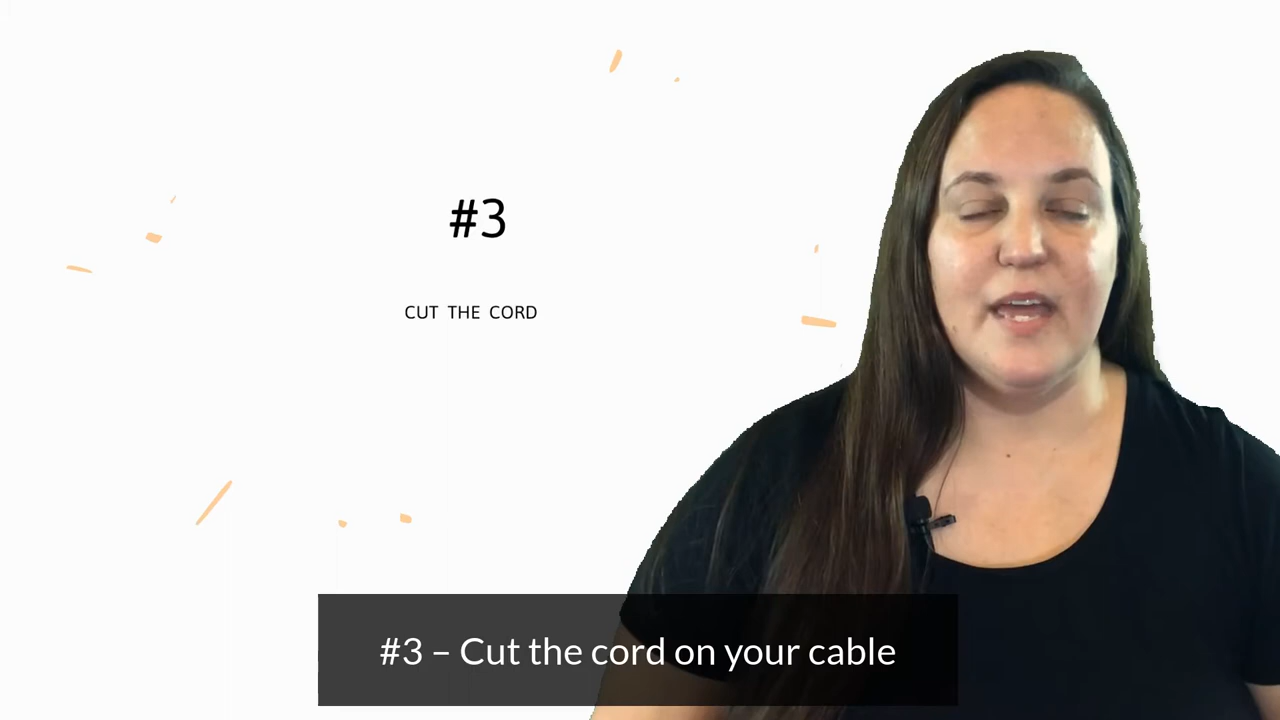 #3
CUT THE CORD
#3 – Cut the cord on your cable